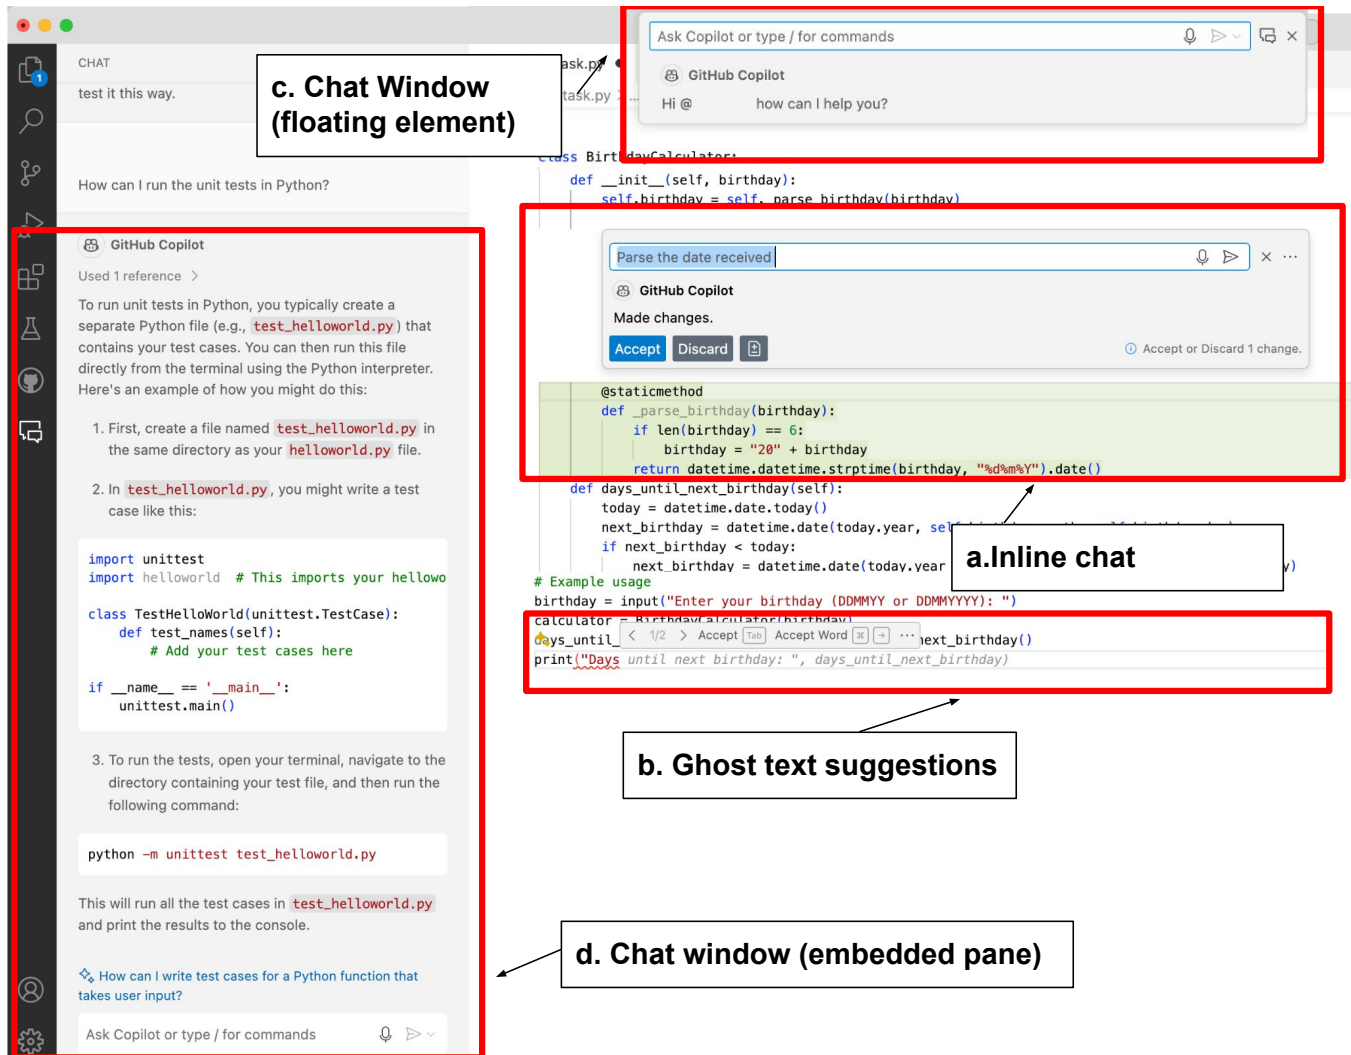 1
CHAT
test it this way.
How can I run the unit tests in Python?
GitHub Copilot
Used 1 reference >
To run unit tests in Python, you typically create a
separate Python file (e.g., test_helloworld.py) that
contains your test cases. You can then run this file
directly from the terminal using the Python interpreter.
Here's an example of how you might do this:
1. First, create a file named test_helloworld.py in
the same directory as your helloworld.py file.
2. In test_helloworld.py, you might write a test
case like this:
import unittest
import helloworld # This imports your hellowo
class TestHelloWorld(unittest.TestCase):
def test_names(self):
# Add your test cases here
if __name__ == '__main__':
unittest.main()
3. To run the tests, open your terminal, navigate to the
directory containing your test file, and then run the
following command:
python -m unittest test_helloworld.py
This will run all the test cases in test_helloworld.py
and print the results to the console.
How can I write test cases for a Python function that
takes user input?
Ask Copilot or type / for commands
c. Chat Window
(floating element)
Ask Copilot or type / for commands
GitHub Copilot
Hi @ how can I help you?
ask.py
task.py > ...
class BirthdayCalculator:
def __init__(self, birthday):
self.birthday = self._parse_birthday(birthday)
Parse the date received
GitHub Copilot
Made changes.
Accept Discard
Accept or Discard 1 change.
@staticmethod
def _parse_birthday(birthday):
if len(birthday) == 6:
birthday = "20" + birthday
return datetime.datetime.strptime(birthday, "%d%m%Y").date()
def days_until_next_birthday(self):
today = datetime.date.today()
next_birthday = datetime.date(today.year,
if next_birthday < today:
next_birthday = datetime.date(today.year
a.Inline chat
# Example usage
birthday = input("Enter your birthday (DDMMYY or DDMMYYYY): ")
calculator = BirthdayCalculator(birthday)
days_until_ next_birthday()
< 1/2 > Accept Tab Accept Word ⌘ → ...
print("Days until next birthday: ", days_until_next_birthday)
b. Ghost text suggestions
d. Chat window (embedded pane)